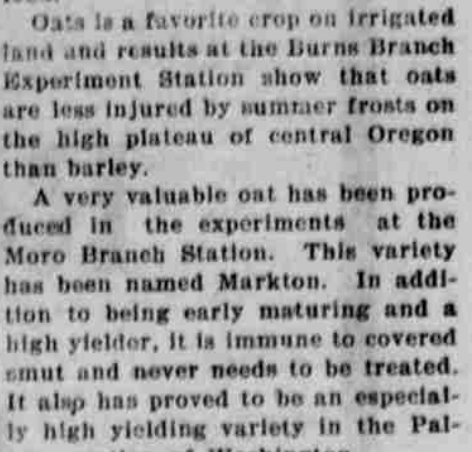 Oats is a favorite crop on irrigated
land and results at the Burns Branch
Experiment Station show that oats
are less injured by summer frosts on
the high plateau of central Oregon
than barley.
A very valuable oat has been pro-
duced in the experiments at the
Moro Branch Station. This variety
has been named Markton. In addi-
tion to being early maturing and a
high yielder, it is immune to covered
smut and never needs to be treated.
It also has proved to be an especial-
ly high yielding variety in the Pal-
of Washington